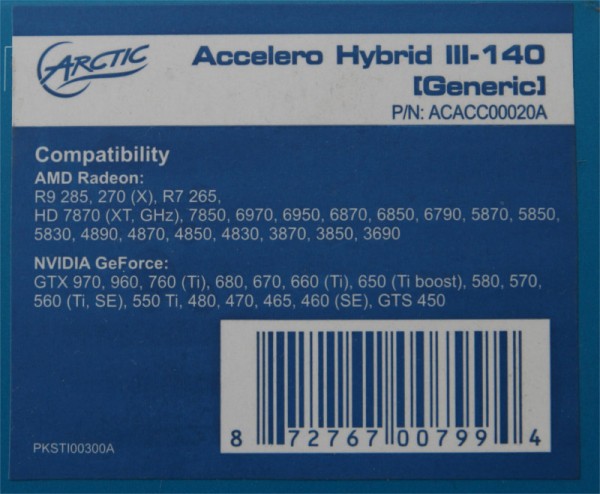 ARCTIC
Accelero Hybrid III-140
[Generic]
P/N: ACACC00020A
Compatibility
AMD Radeon:
R9 285, 270 (X), R7 265,
HD 7870 (XT, GHz), 7850, 6970, 6950, 6870, 6850, 6790, 5870, 5850,
5830, 4890, 4870, 4850, 4830, 3870, 3850, 3690
NVIDIA GeForce:
GTX 970, 960, 760 (Ti), 680, 670, 660 (Ti), 650 (Ti boost), 580, 570,
560 (Ti, SE), 550 Ti, 480, 470, 465, 460 (SE), GTS 450
8 72767 00799 4
PKSTI00300A